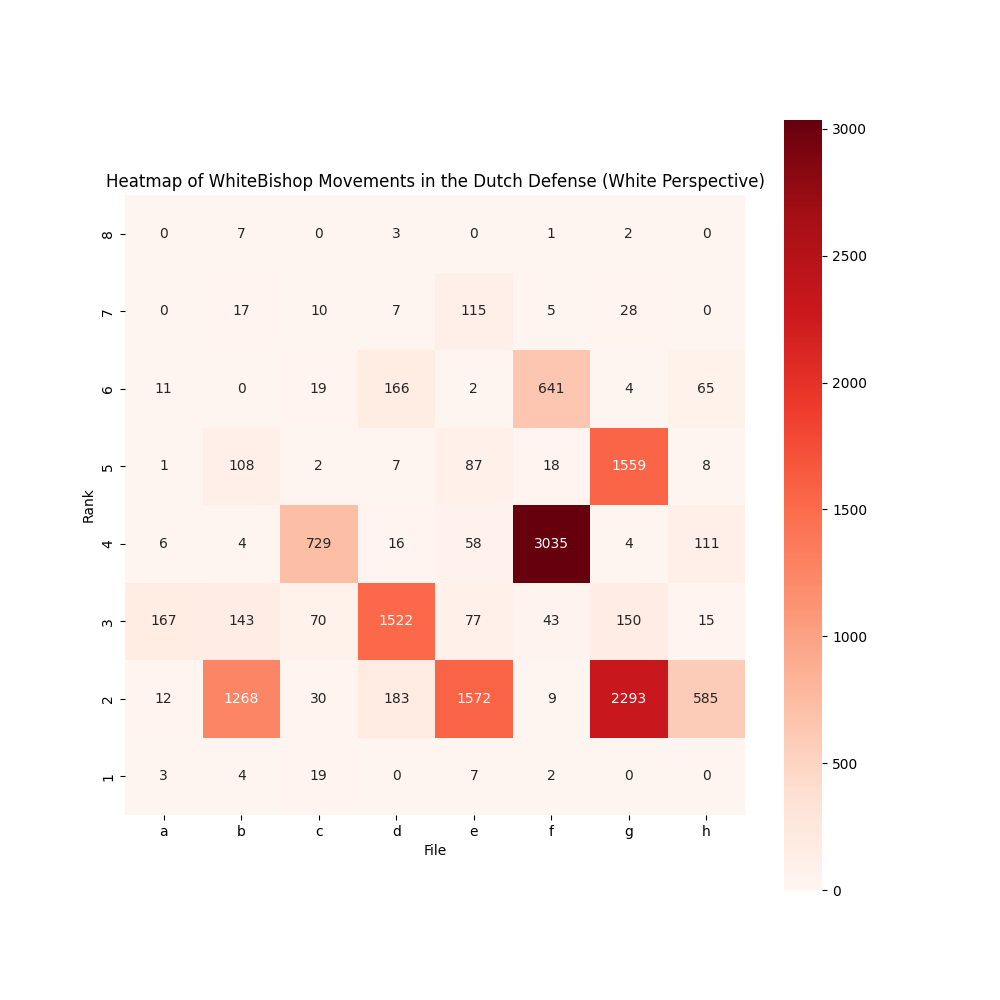 Heatmap of WhiteBishop Movements in the Dutch Defense (White Perspective)
8 0 7 0 3 0 1 2 0
7 0 17 10 7 115 5 28 0
6 11 0 19 166 2 641 4 65
5 1 108 2 7 87 18 1559 8
Rank
4 6 4 729 16 58 3035 4 111
3 167 143 70 1522 77 43 150 15
2 12 1268 30 183 1572 9 2293 585
1 3 4 19 0 7 2 0 0
a b c d e f g h
File
3000
2500
2000
1500
1000
500
0